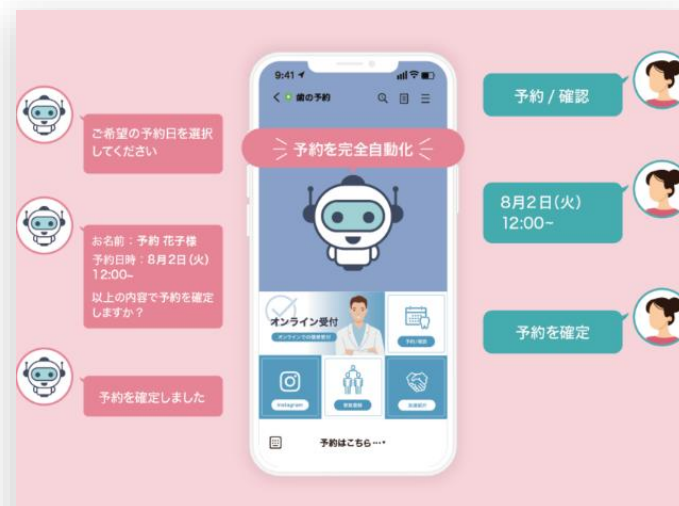 ご希望の予約日を選択
してください
お名前：予約 花子様
予約日時：8月2日(火)
12:00~
以上の内容で予約を確定
しますか？
予約を確定しました
9:41
歯の予約
予約を完全自動化
オンライン受付
予約/確認
Instagram
予約はこちら…・
予約 / 確認
8月2日(火)
12:00~
予約を確定